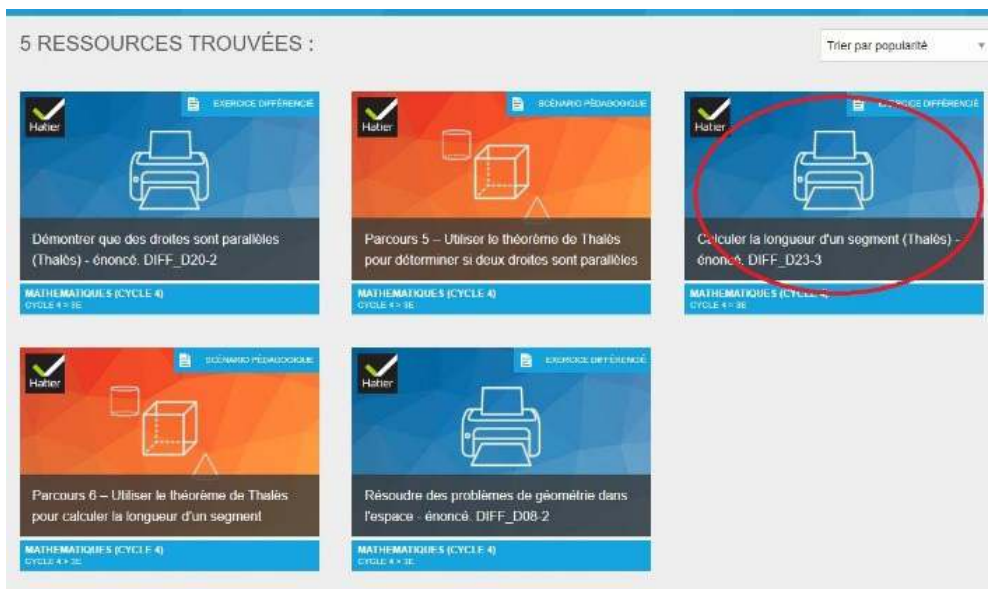 5 RESSOURCES TROUVÉES :
Trier par popularité
Hatier
EXERCICE DIFFÉRENCIÉ
Démontrer que des droites sont parallèles
(Thalès) - énoncé. DIFF_D20-2
MATHEMATIQUES (CYCLE 4)
CYCLE 4 > 3E
Hatier
SCÉNARIO PÉDAGOGIQUE
Parcours 5 – Utiliser le théorème de Thalès
pour déterminer si deux droites sont parallèles
MATHEMATIQUES (CYCLE 4)
CYCLE 4 > 3E
Hatier
EXERCICE DIFFÉRENCIÉ
Calculer la longueur d'un segment (Thalès) -
énoncé. DIFF_D23-3
MATHEMATIQUES (CYCLE 4)
CYCLE 4 > 3E
Hatier
SCÉNARIO PÉDAGOGIQUE
Parcours 6 – Utiliser le théorème de Thalès
pour calculer la longueur d'un segment
MATHEMATIQUES (CYCLE 4)
CYCLE 4 > 3E
Hatier
EXERCICE DIFFÉRENCIÉ
Résoudre des problèmes de géométrie dans
l'espace - énoncé. DIFF_D08-2
MATHEMATIQUES (CYCLE 4)
CYCLE 4 > 3E